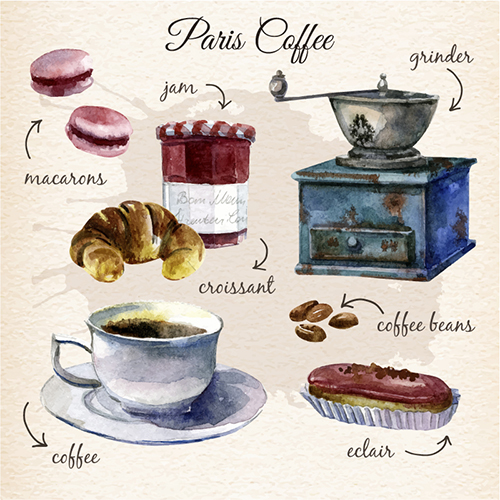 Paris Coffee
grinder
jam
macarons
croissant
coffee beans
coffee
eclair